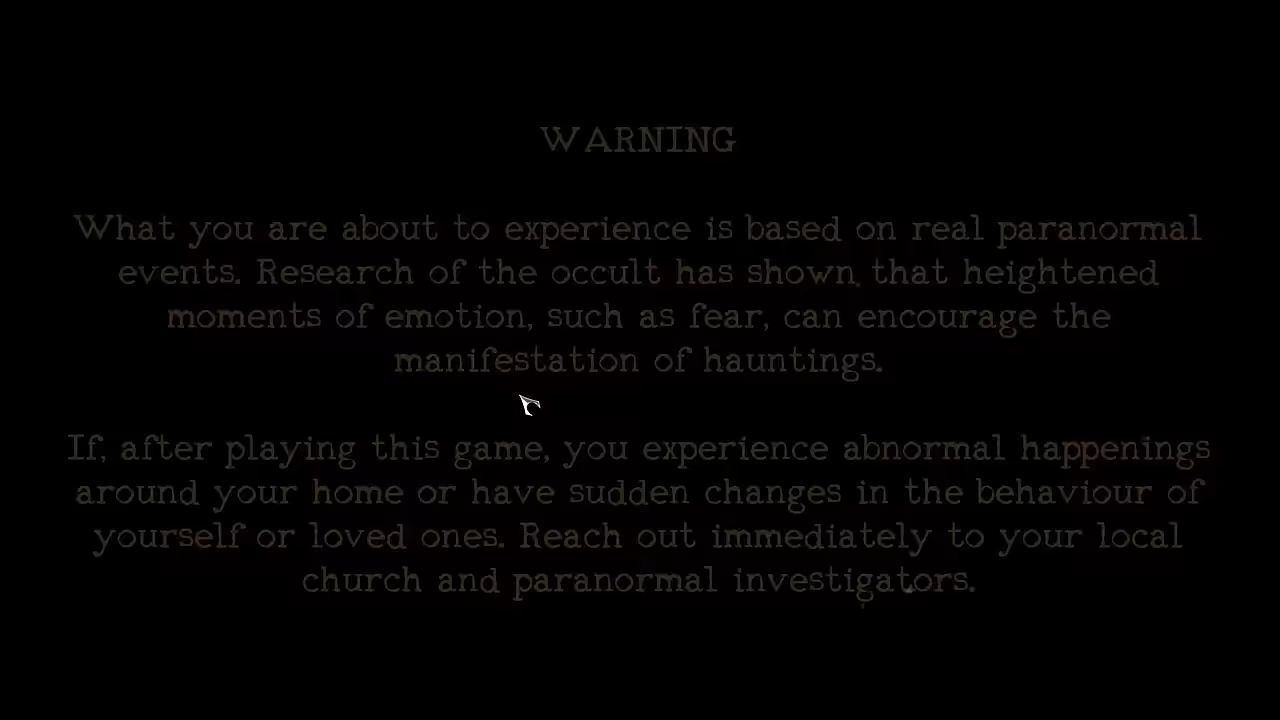 WARNING
What you are about to experience is based on real paranormal
events. Research of the occult has shown, that heightened
moments of emotion, such as fear, can encourage the
manifestation of hauntings.
If, after playing this game, you experience abnormal happenings
around your home or have sudden changes in the behaviour of
yourself or loved ones. Reach out immediately to your local
church and paranormal investigators.